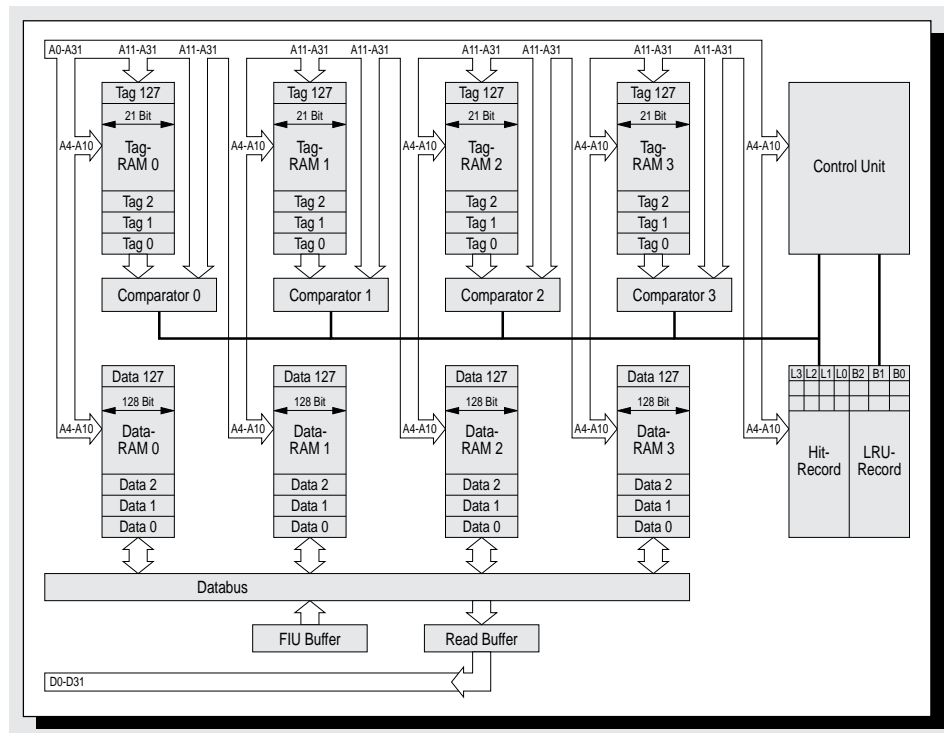 A0-A31 A11-A31 A11-A31 A11-A31 A11-A31 A11-A31 A11-A31 A11-A31 A11-A31
Tag 127 Tag 127 Tag 127 Tag 127
21 Bit 21 Bit 21 Bit 21 Bit
A4-A10 A4-A10 A4-A10 A4-A10 A4-A10
Tag- Tag- Tag- Tag-
RAM 0 RAM 1 RAM 2 RAM 3
Control Unit
Tag 2 Tag 2 Tag 2 Tag 2
Tag 1 Tag 1 Tag 1 Tag 1
Tag 0 Tag 0 Tag 0 Tag 0
Comparator 0 Comparator 1 Comparator 2 Comparator 3
Data 127 Data 127 Data 127 Data 127 L3 L2 L1 L0 B2 B1 B0
128 Bit 128 Bit 128 Bit 128 Bit
A4-A10 A4-A10 A4-A10 A4-A10 A4-A10
Data- Data- Data- Data-
RAM 0 RAM 1 RAM 2 RAM 3
Hit- LRU-
Record Record
Data 2 Data 2 Data 2 Data 2
Data 1 Data 1 Data 1 Data 1
Data 0 Data 0 Data 0 Data 0
Databus
FIU Buffer Read Buffer
D0-D31